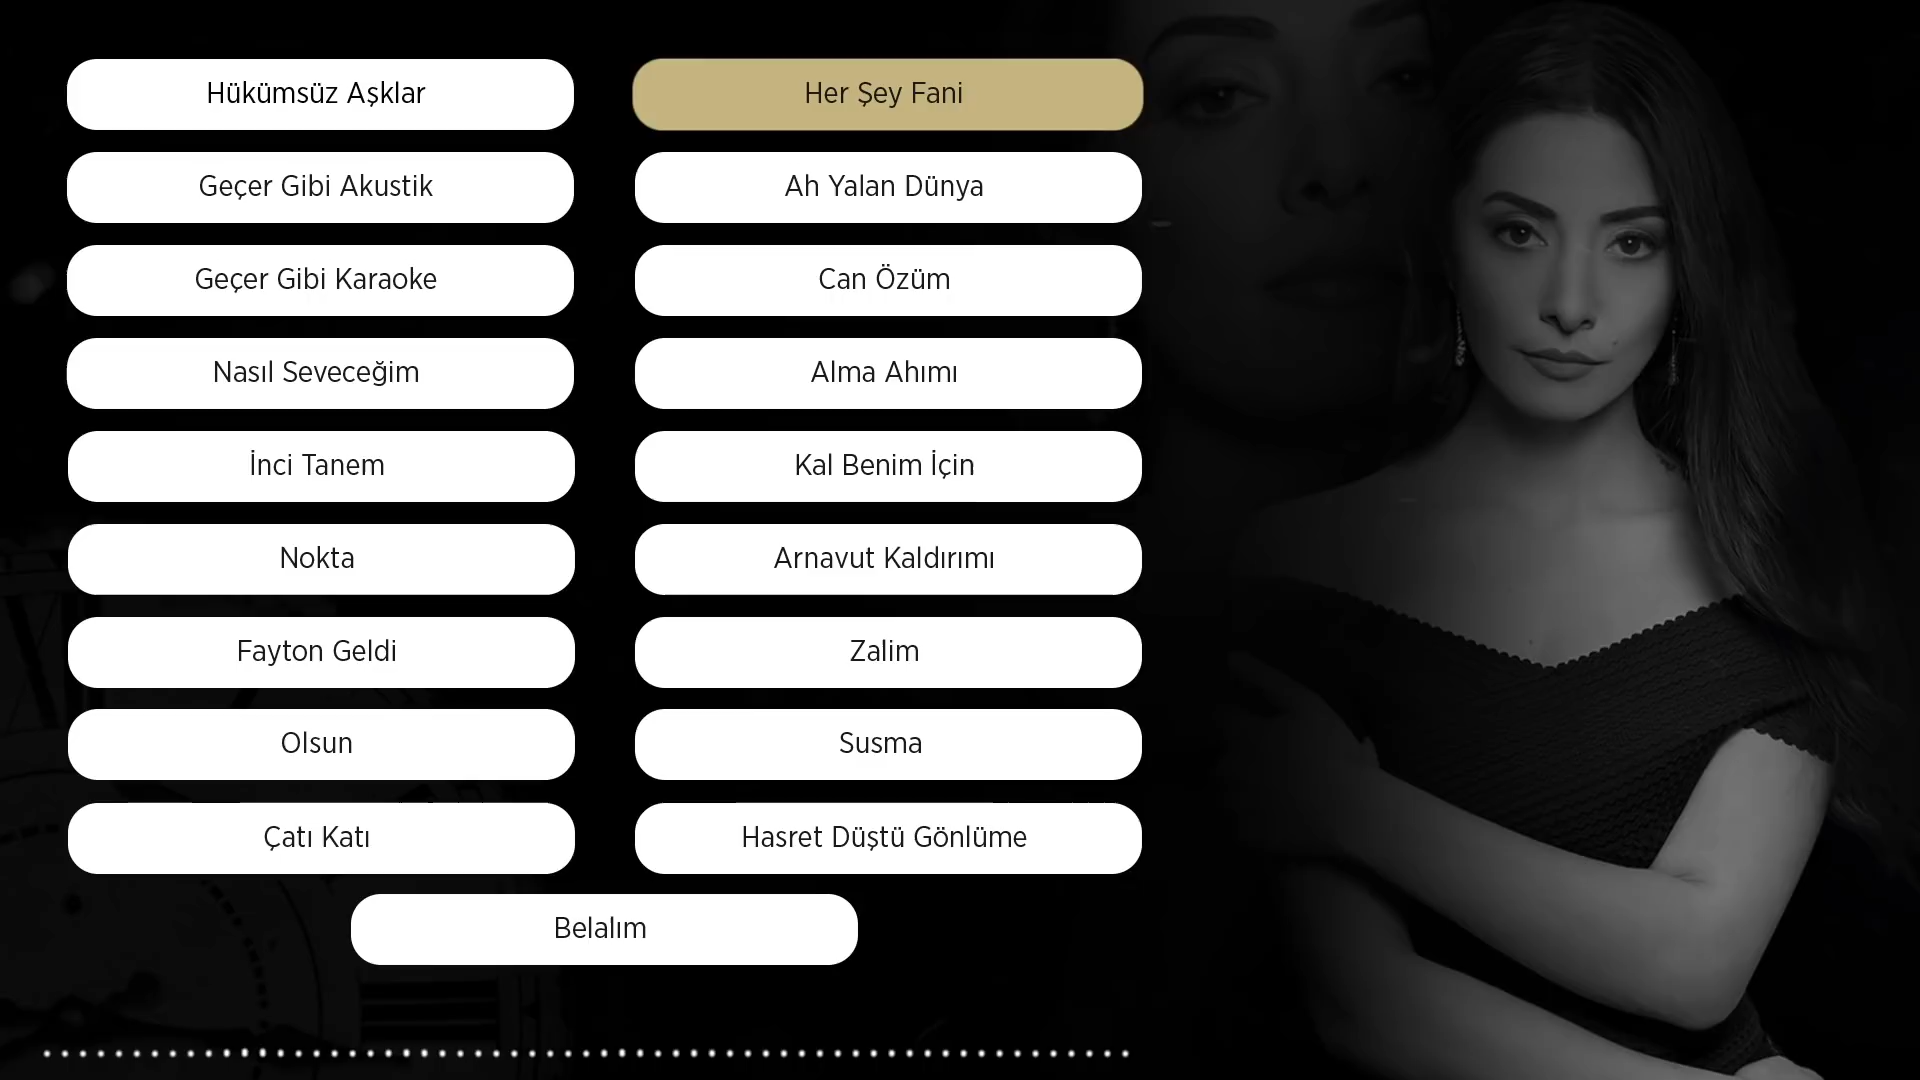 Hükümsüz Aşklar
Her Şey Fani
Geçer Gibi Akustik
Ah Yalan Dünya
Geçer Gibi Karaoke
Can Özüm
Nasıl Seveceğim
Alma Ahımı
İnci Tanem
Kal Benim İçin
Nokta
Arnavut Kaldırımı
Fayton Geldi
Zalim
Olsun
Susma
Çatı Katı
Hasret Düştü Gönlüme
Belalım